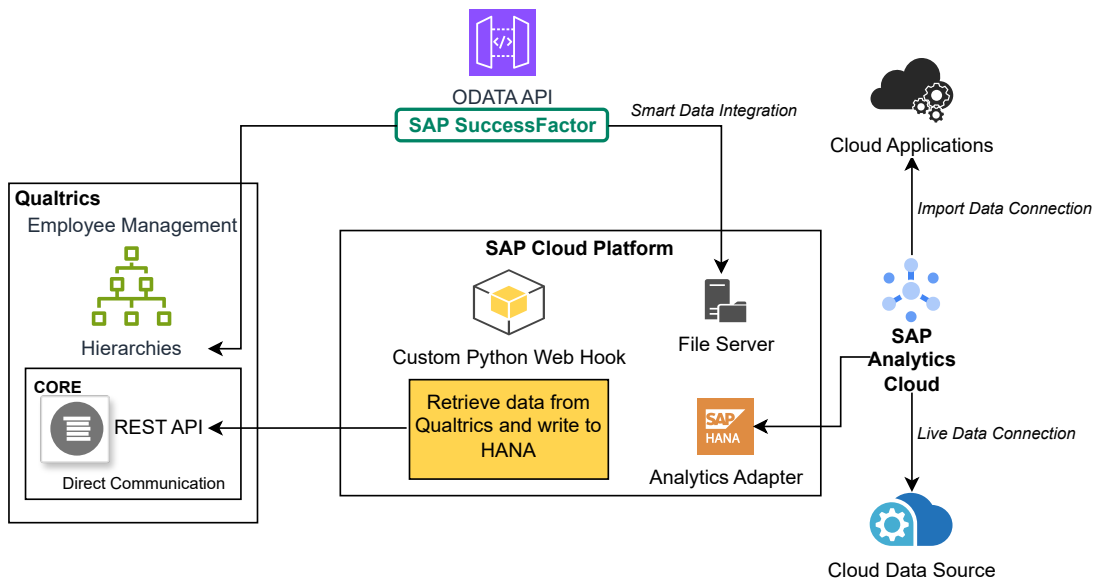 ODATA API
SAP SuccessFactor
Smart Data Integration
Cloud Applications
Import Data Connection
Qualtrics
Employee Management
Hierarchies
CORE
REST API
Direct Communication
SAP Cloud Platform
Custom Python Web Hook
File Server
Retrieve data from
Qualtrics and write to
HANA
SAP
HANA
Analytics Adapter
SAP
Analytics
Cloud
Live Data Connection
Cloud Data Source